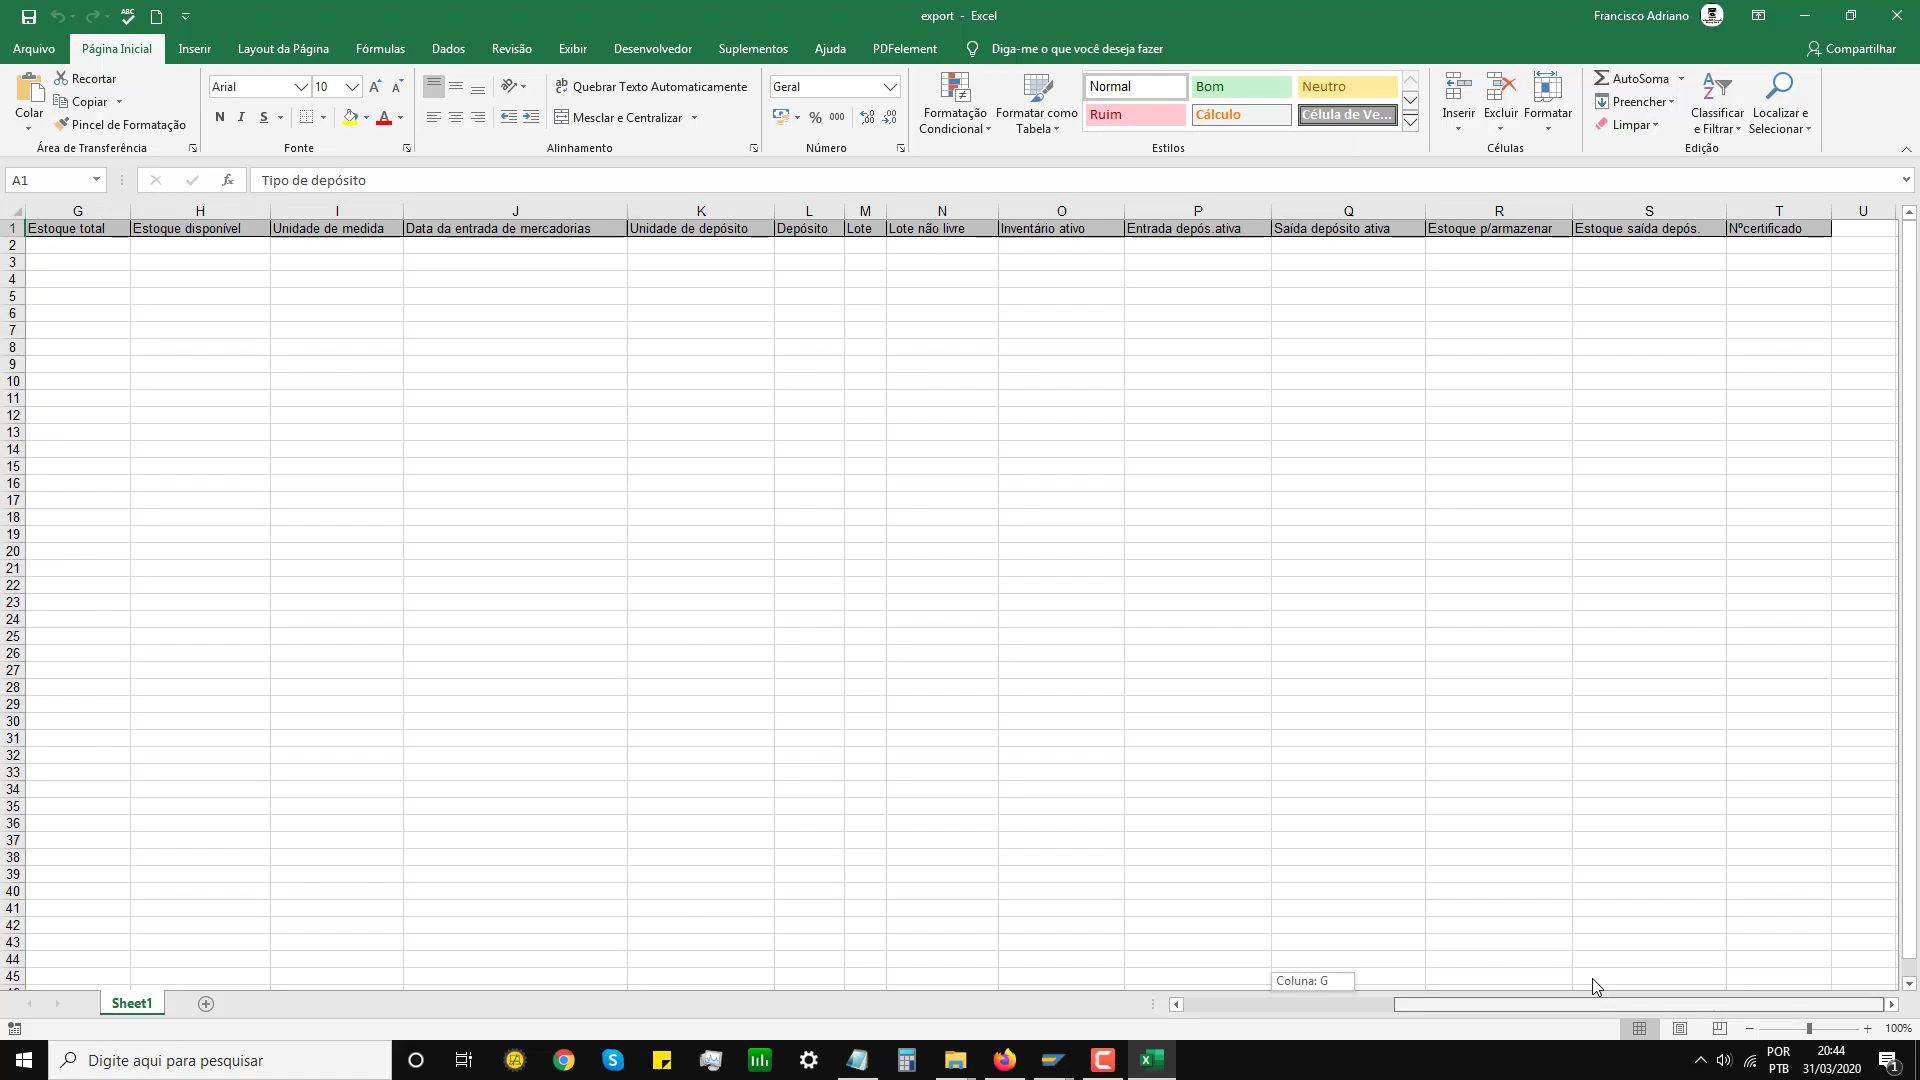 ABC
export - Excel
Francisco Adriano
Arquivo Página Inicial Inserir Layout da Página Fórmulas Dados Revisão Exibir Desenvolvedor Suplementos Ajuda PDFelement Diga-me o que você deseja fazer Compartilhar
Colar
Recortar
Copiar
Pincel de Formatação
Área de Transferência
Arial 10
N I S
Fonte
Quebrar Texto Automaticamente
Mesclar e Centralizar
Alinhamento
Geral
% 000
Número
Formatação Condicional
Formatar como Tabela
Normal Bom Neutro
Ruim Cálculo Célula de Ve...
Estilos
Inserir Excluir Formatar
Células
AutoSoma
Preencher
Limpar
Classificar e Filtrar
Localizar e Selecionar
Edição
A1 fx Tipo de depósito
G H I J K L M N O P Q R S T U
1 Estoque total Estoque disponível Unidade de medida Data da entrada de mercadorias Unidade de depósito Depósito Lote Lote não livre Inventário ativo Entrada depós.ativa Saída depósito ativa Estoque p/armazenar Estoque saída depós. Nºcertificado
2
3
4
5
6
7
8
9
10
11
12
13
14
15
16
17
18
19
20
21
22
23
24
25
26
27
28
29
30
31
32
33
34
35
36
37
38
39
40
41
42
43
44
45
Coluna: G
Sheet1
100%
Digite aqui para pesquisar
POR
PTB
20:44
31/03/2020
1